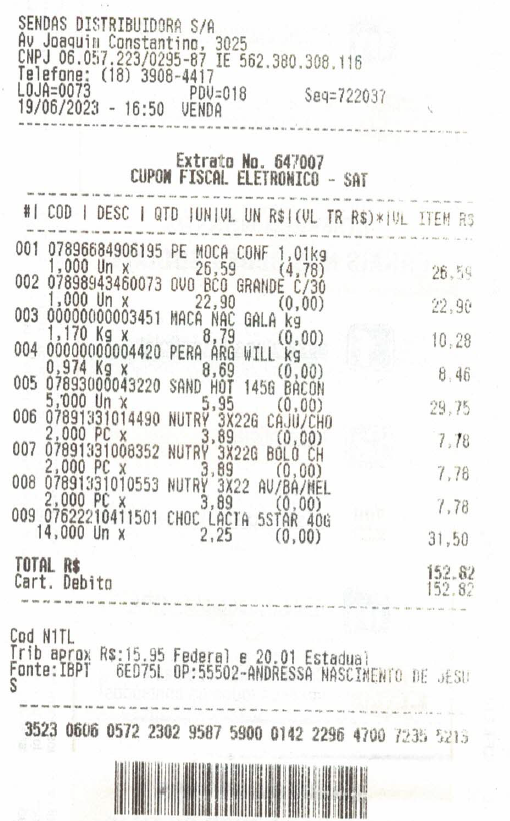 SENDAS DISTRIBUIDORA S/A
Av Joaquin Constantino, 3025
CNPJ 06.057.223/0295-87 IE 562.380.308.116
Telefone: (18) 3908-4417
LOJA=0073 PDV=018 Seq=722037
19/06/2023 - 16:50 VENDA
Extrato No. 647007
CUPOM FISCAL ELETRONICO - SAT
#| COD | DESC | QTD |UN|VL UN R$|(VL TR R$)*|VL ITEM R$
001 07896684906195 PE MOCA CONF 1,01kg
1,000 Un x 26,59 (4,78) 26,59
002 07898943460073 OVO BCO GRANDE C/30
1,000 Un x 22,90 (0,00) 22,90
003 00000000003451 MACA NAC GALA kg
1,170 Kg x 8,79 (0,00) 10,28
004 00000000004420 PERA ARG WILL kg
0,974 Kg x 8,69 (0,00) 8,46
005 07893000043220 SAND HOT 145G BACON
5,000 Un x 5,95 (0,00) 29,75
006 07891331014490 NUTRY 3X22G CAJU/CHO
2,000 PC x 3,89 (0,00) 7,78
007 07891331008352 NUTRY 3X22G BOLO CH
2,000 PC x 3,89 (0,00) 7,78
008 07891331010553 NUTRY 3X22 AV/BA/MEL
2,000 PC x 3,89 (0,00) 7,78
009 07622210411501 CHOC LACTA 5STAR 40G
14,000 Un x 2,25 (0,00) 31,50
TOTAL R$ 152.82
Cart. Debito 152.82
Cod N1TL
Trib aprox R$:15.95 Federal e 20.01 Estadual
Fonte:IBPT 6ED75L OP:55502-ANDRESSA NASCIMENTO DE JESU
S
3523 0606 0572 2302 9587 5900 0142 2296 4700 7235 5213